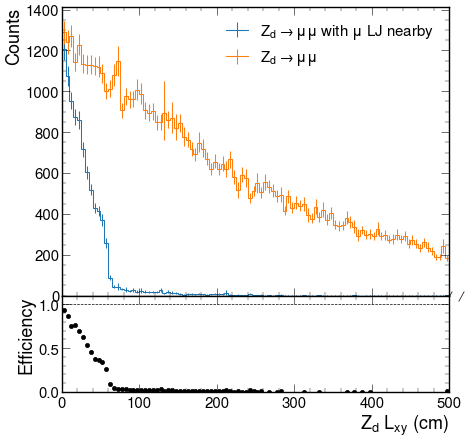 Counts
1400
1200
1000
800
600
400
200
0
Z_d → μ μ with μ LJ nearby
Z_d → μ μ
Efficiency
1.0
0.5
0.0
0 100 200 300 400 500
Z_d L_xy (cm)